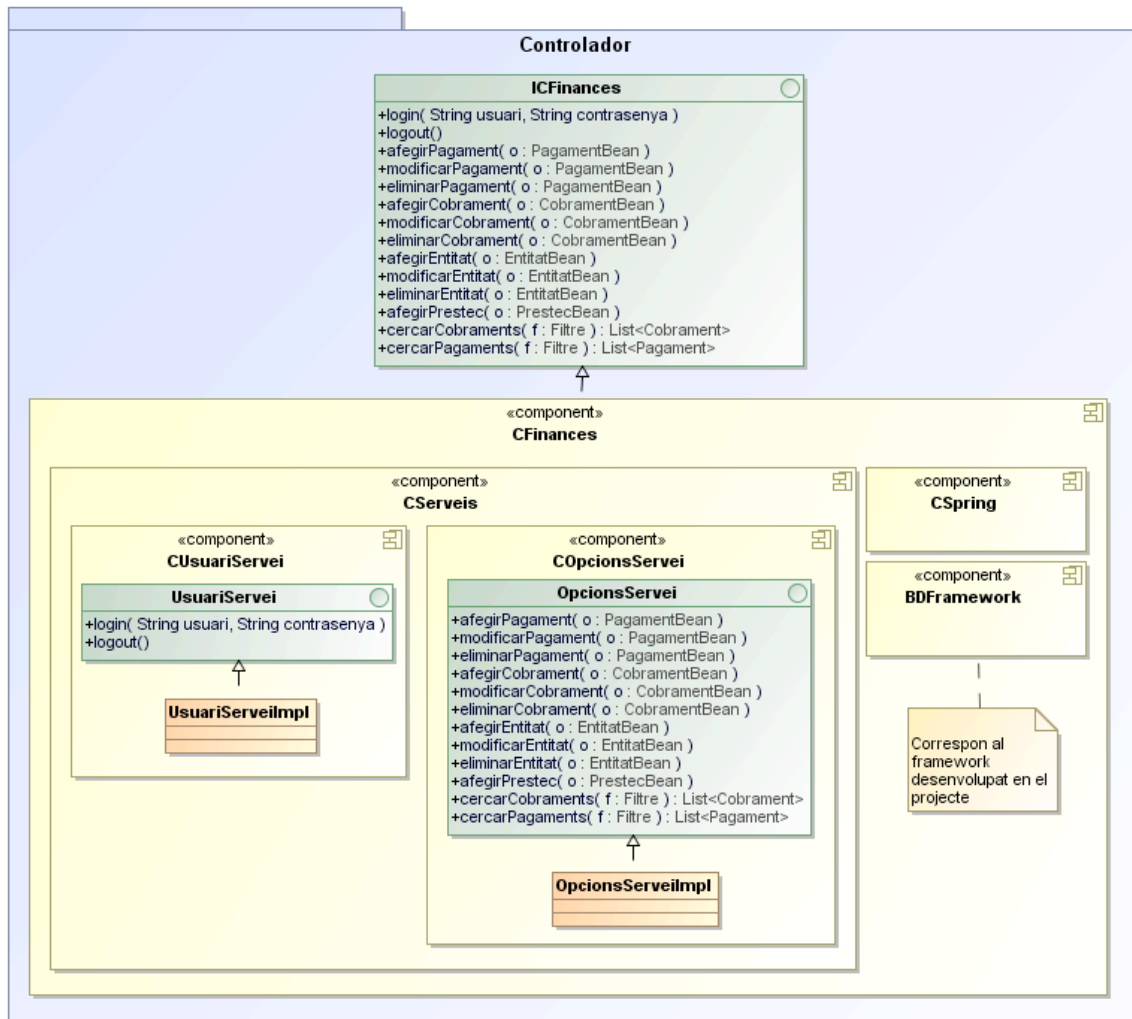 Controlador
ICFinances
+login( String usuari, String contrasenya )
+logout()
+afegirPagament( o : PagamentBean )
+modificarPagament( o : PagamentBean )
+eliminarPagament( o : PagamentBean )
+afegirCobrament( o : CobramentBean )
+modificarCobrament( o : CobramentBean )
+eliminarCobrament( o : CobramentBean )
+afegirEntitat( o : EntitatBean )
+modificarEntitat( o : EntitatBean )
+eliminarEntitat( o : EntitatBean )
+afegirPrestec( o : PrestecBean )
+cercarCobraments( f : Filtre ) : List<Cobrament>
+cercarPagaments( f : Filtre ) : List<Pagament>
«component»
CFinances
«component»
CServeis
«component»
CUsuariServei
UsuariServei
+login( String usuari, String contrasenya )
+logout()
UsuariServeiImpl
«component»
COpcionsServei
OpcionsServei
+afegirPagament( o : PagamentBean )
+modificarPagament( o : PagamentBean )
+eliminarPagament( o : PagamentBean )
+afegirCobrament( o : CobramentBean )
+modificarCobrament( o : CobramentBean )
+eliminarCobrament( o : CobramentBean )
+afegirEntitat( o : EntitatBean )
+modificarEntitat( o : EntitatBean )
+eliminarEntitat( o : EntitatBean )
+afegirPrestec( o : PrestecBean )
+cercarCobraments( f : Filtre ) : List<Cobrament>
+cercarPagaments( f : Filtre ) : List<Pagament>
OpcionsServeiImpl
«component»
CSpring
«component»
BDFramework
Correspon al
framework
desenvolupat en el
projecte